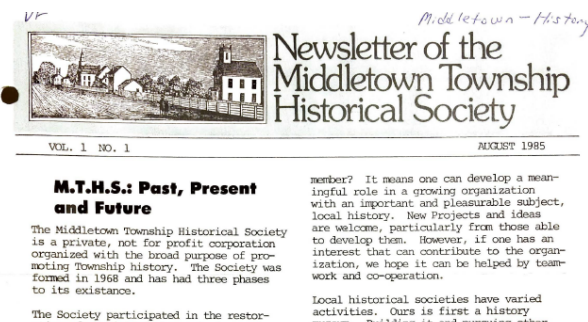 vr
Middletown - History
Newsletter of the
Middletown Township
Historical Society
VOL. 1 NO. 1
AUGUST 1985
M.T.H.S.: Past, Present
and Future
The Middletown Township Historical Society
is a private, not for profit corporation
organized with the broad purpose of pro-
moting Township history. The Society was
formed in 1968 and has had three phases
to its existance.
The Society participated in the restor-
member? It means one can develop a mean-
ingful role in a growing organization
with an important and pleasurable subject,
local history. New Projects and ideas
are welcome, particularly from those able
to develop them. However, if one has an
interest that can contribute to the organ-
ization, we hope it can be helped by team-
work and co-operation.
Local historical societies have varied
activities. Ours is first a history